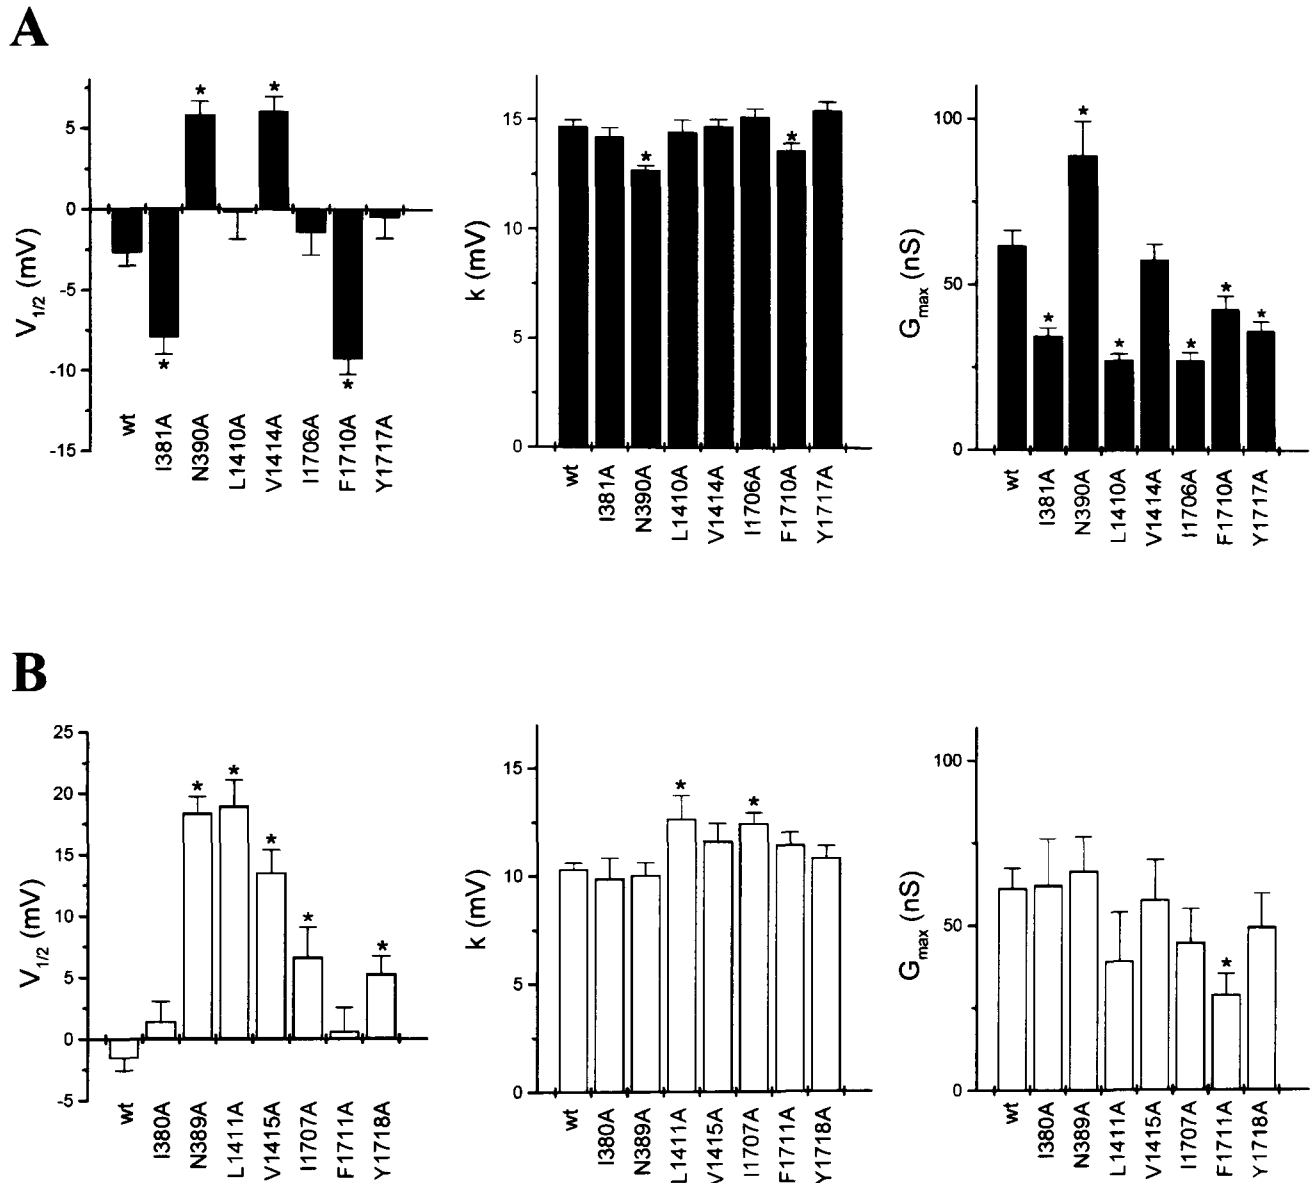 A
V1/2 (mV)
5
0
-5
-10
-15
* * * *
wt I381A N390A L1410A V1414A I1706A F1710A Y1717A
k (mV)
15
10
5
0
* *
wt I381A N390A L1410A V1414A I1706A F1710A Y1717A
Gmax (nS)
100
50
0
* * * * * *
wt I381A N390A L1410A V1414A I1706A F1710A Y1717A
B
V1/2 (mV)
25
20
15
10
5
0
-5
* * * * *
wt I380A N389A L1411A V1415A I1707A F1711A Y1718A
k (mV)
15
10
5
0
* *
wt I380A N389A L1411A V1415A I1707A F1711A Y1718A
Gmax (nS)
100
50
0
*
wt I380A N389A L1411A V1415A I1707A F1711A Y1718A